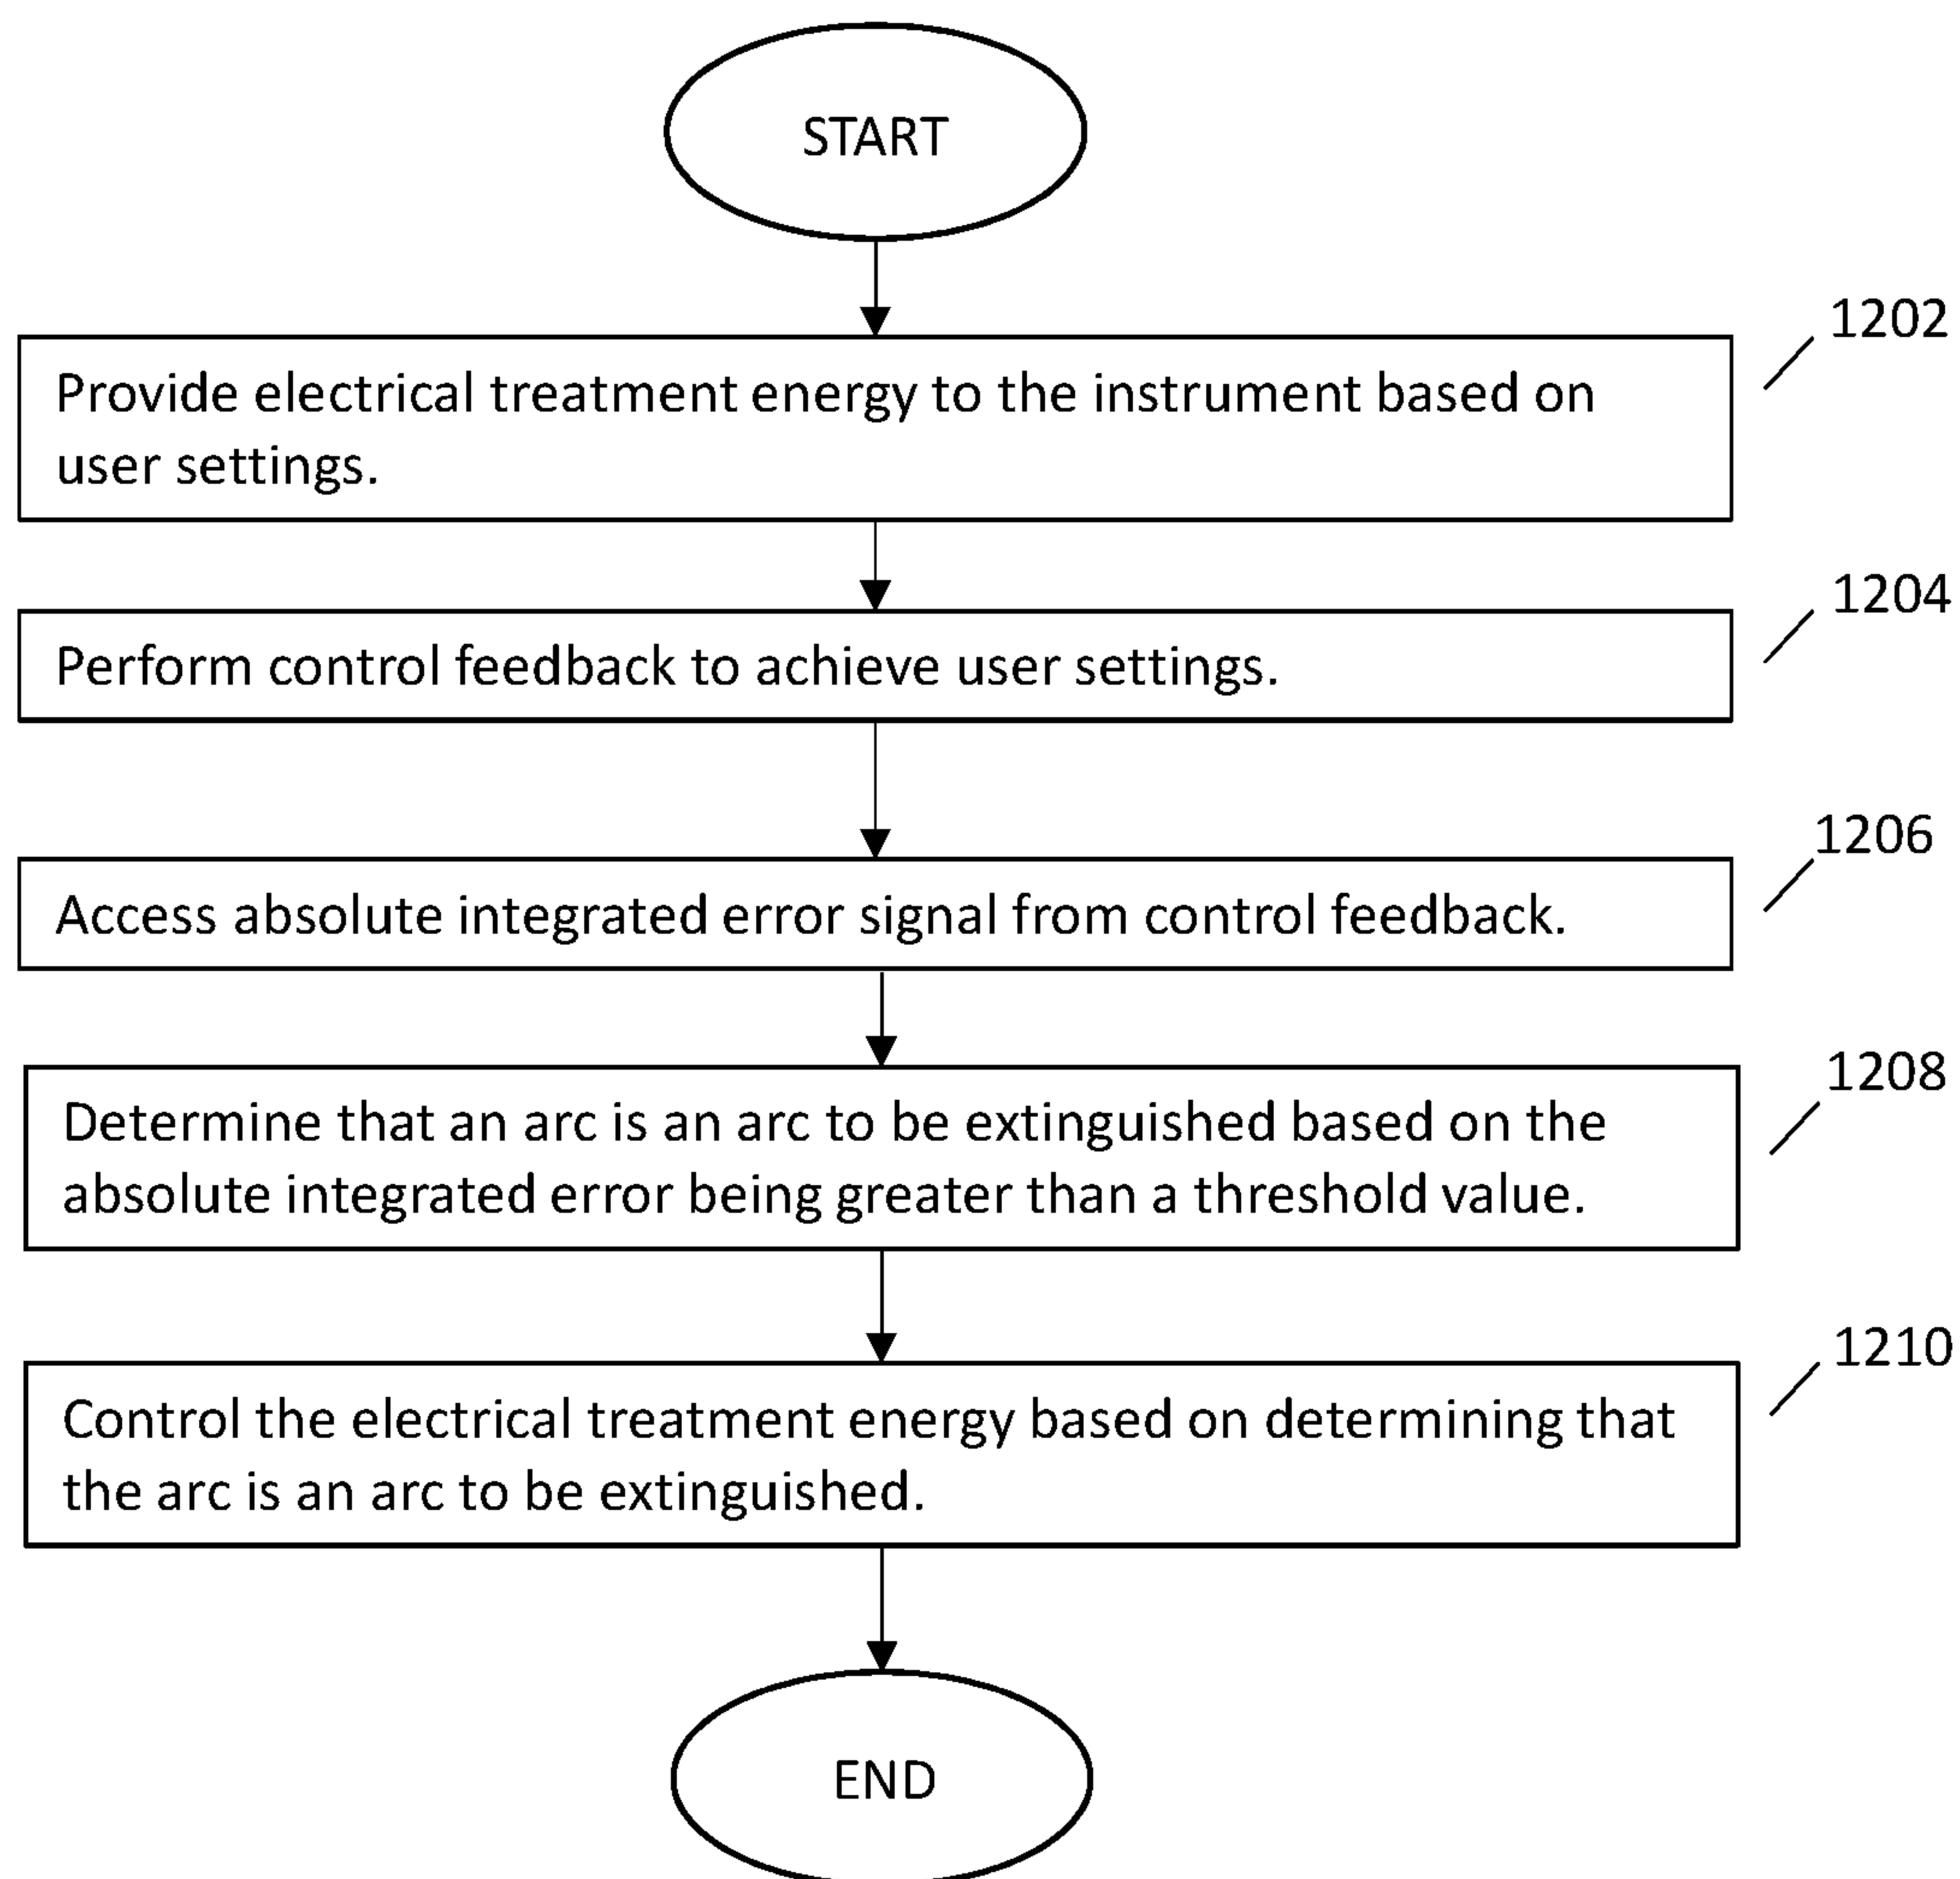 START
1202
Provide electrical treatment energy to the instrument based on
user settings.
1204
Perform control feedback to achieve user settings.
1206
Access absolute integrated error signal from control feedback.
1208
Determine that an arc is an arc to be extinguished based on the
absolute integrated error being greater than a threshold value.
1210
Control the electrical treatment energy based on determining that
the arc is an arc to be extinguished.
END